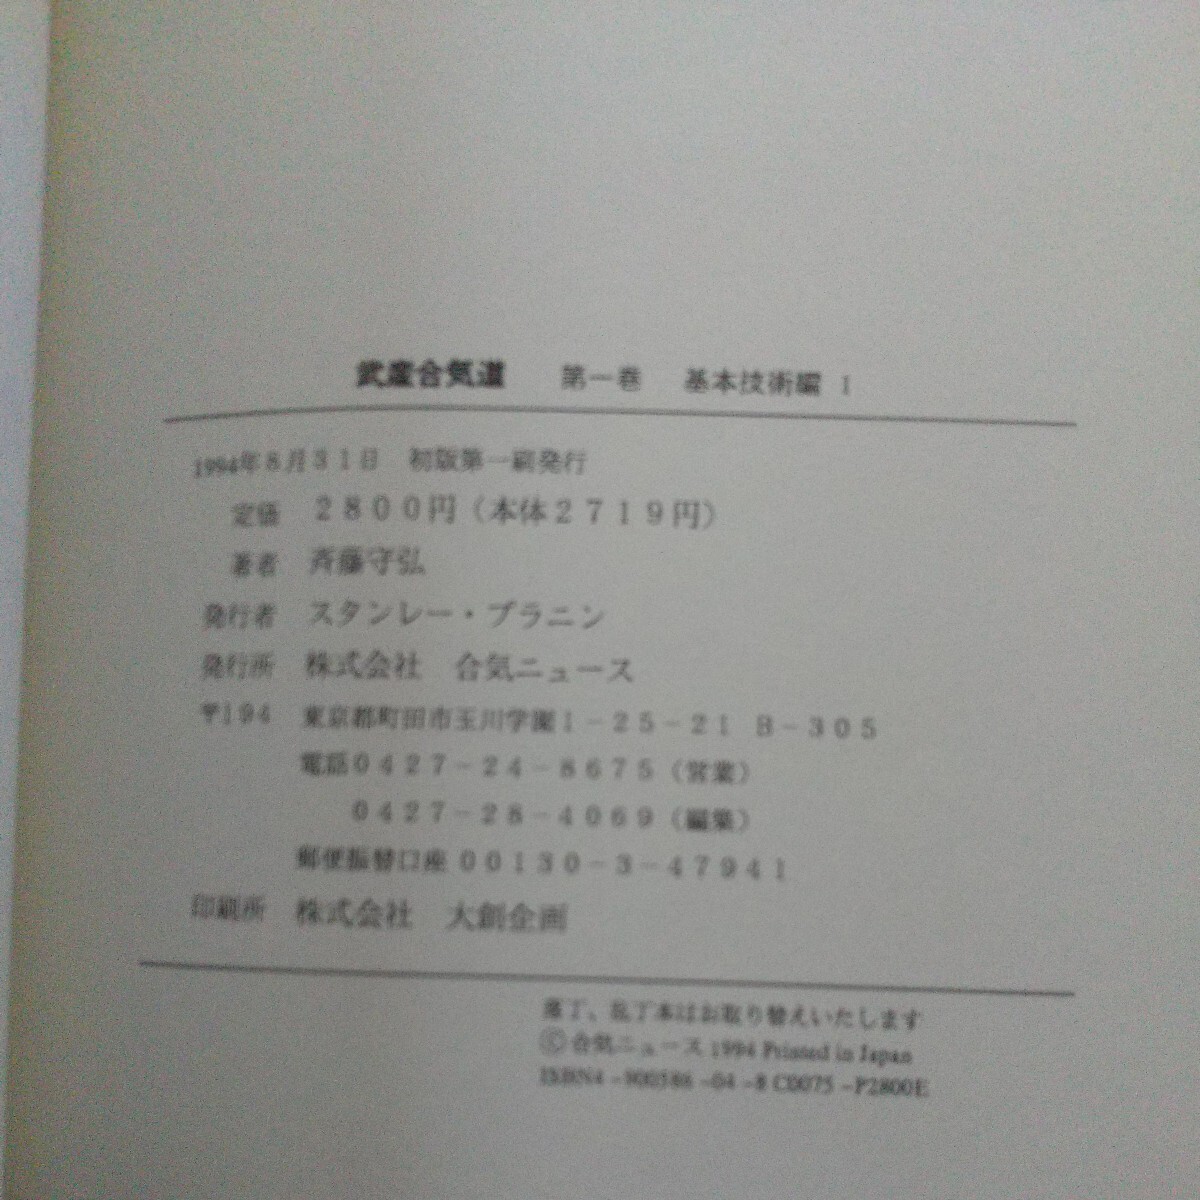 武産合気道　第一巻　基本技術編 1
1994年8月31日　初版第一刷発行
定価　2800円（本体2719円）
著者　斉藤守弘
発行者　スタンレー・プラニン
発行所　株式会社　合気ニュース
〒194　東京都町田市玉川学園1－25－21 B－305
電話0427－24－8675（営業）
0427－28－4069（編集）
郵便振替口座 00130－3－47941
印刷所　株式会社　大創企画
落丁、乱丁本はお取り替えいたします
©合気ニュース 1994 Printed in Japan
ISBN4－900586－04－8 C0075－P2800E